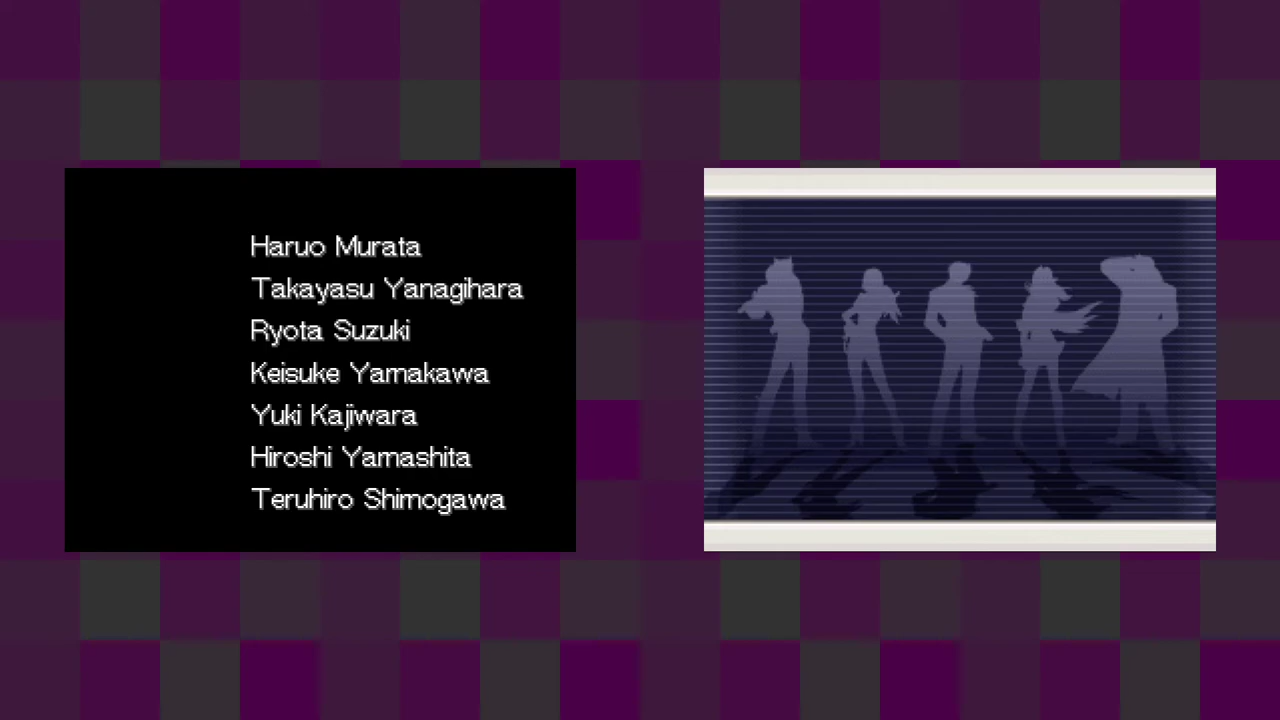 Haruo Murata
Takayasu Yanagihara
Ryota Suzuki
Keisuke Yamakawa
Yuki Kajiwara
Hiroshi Yamashita
Teruhiro Shimogawa